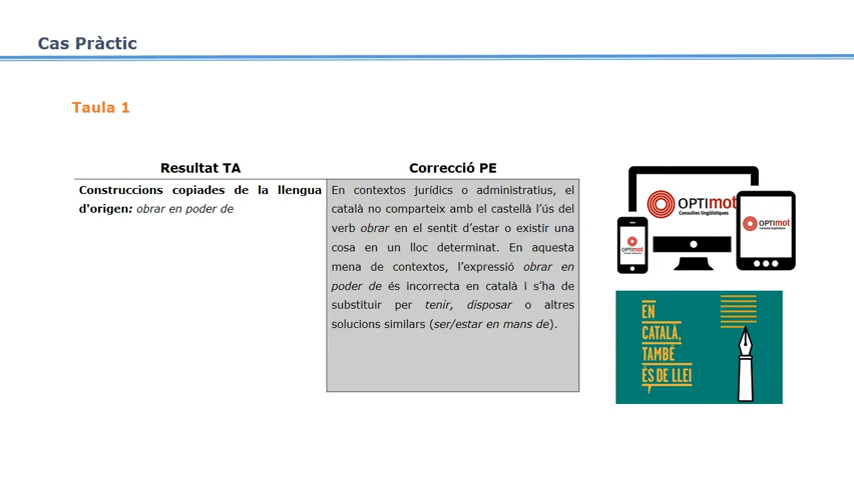 Cas Pràctic
Taula 1
Resultat TA
Correcció PE
Construccions copiades de la llengua
d'origen: obrar en poder de
En contextos jurídics o administratius, el
català no comparteix amb el castellà l’ús del
verb obrar en el sentit d’estar o existir una
cosa en un lloc determinat. En aquesta
mena de contextos, l’expressió obrar en
poder de és incorrecta en català i s’ha de
substituir per tenir, disposar o altres
solucions similars (ser/estar en mans de).
OPTIMOT
Consultes lingüístiques
OPTIMOT
OPTIMOT
EN
CATALÀ,
TAMBÉ
ÉS DE LLEI